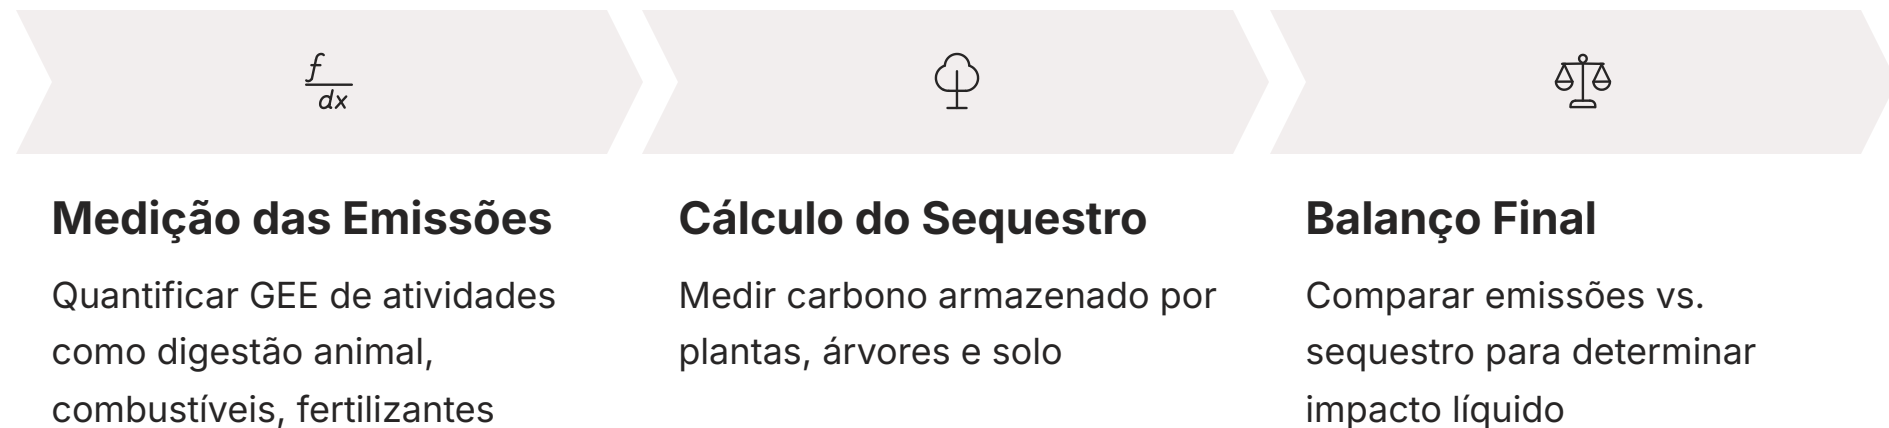 f
dx
Medição das Emissões
Quantificar GEE de atividades
como digestão animal,
combustíveis, fertilizantes
Cálculo do Sequestro
Medir carbono armazenado por
plantas, árvores e solo
Balanço Final
Comparar emissões vs.
sequestro para determinar
impacto líquido